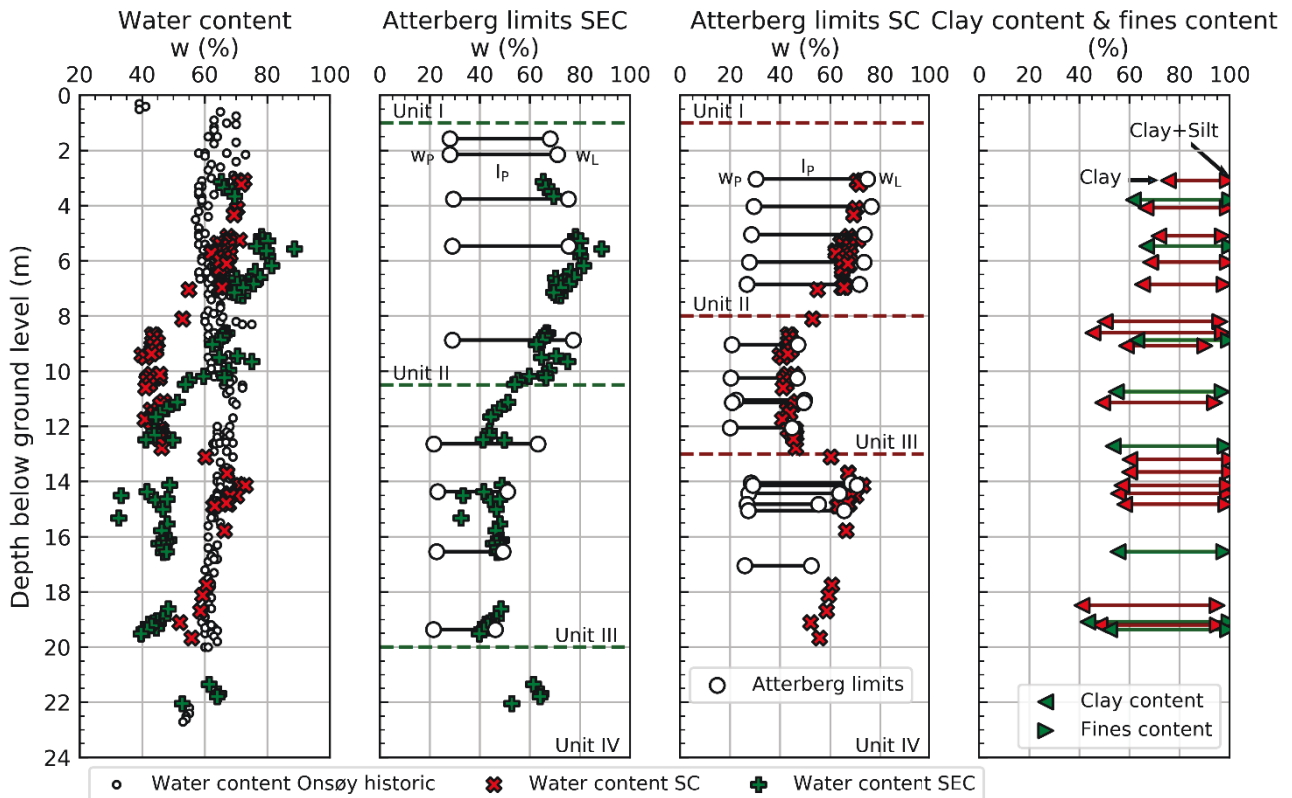 Water content
w (%)
Atterberg limits SEC
w (%)
Atterberg limits SC
w (%)
Clay content & fines content
(%)
20 40 60 80 100
0 20 40 60 80 100
0 20 40 60 80 100
0 20 40 60 80 100
Depth below ground level (m)
0
2
4
6
8
10
12
14
16
18
20
22
24
Unit I
wP
IP
wL
Unit II
Unit III
Unit IV
Unit I
IP
wP
wL
Unit II
Unit III
Atterberg limits
Unit IV
Clay+Silt
Clay
Clay content
Fines content
Water content Onsøy historic
Water content SC
Water content SEC